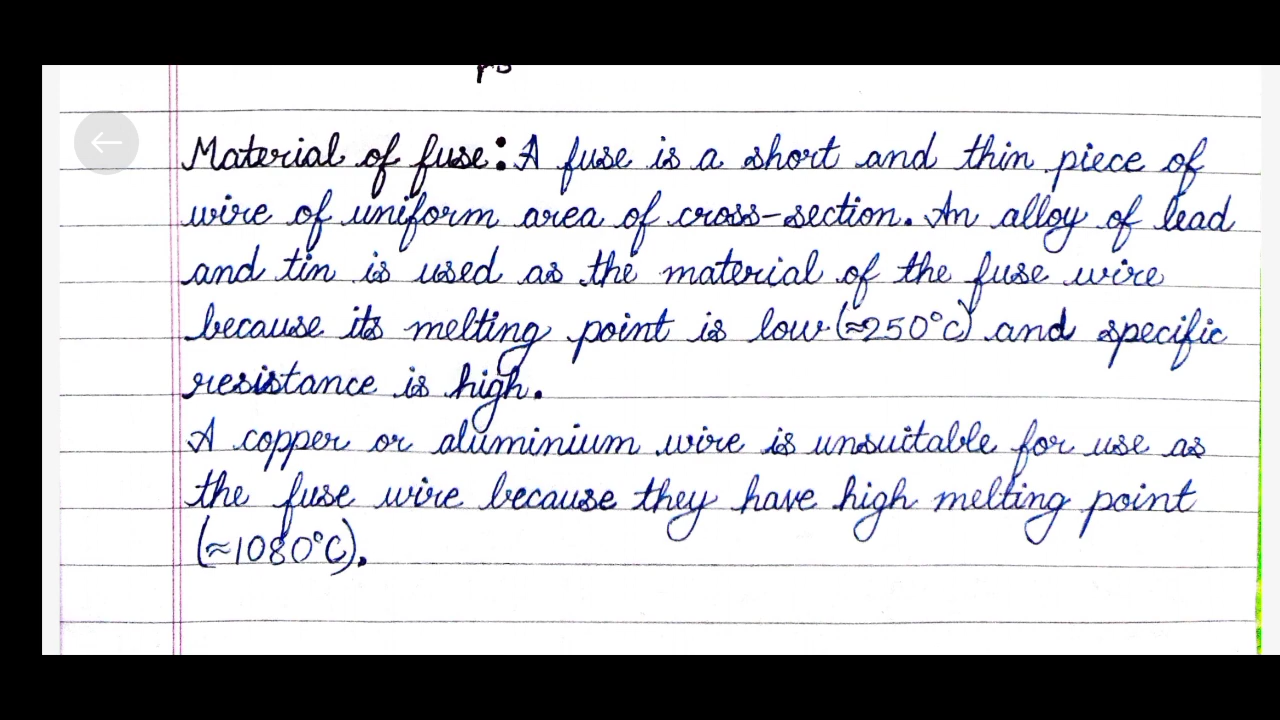 Material of fuse: A fuse is a short and thin piece of
wire of uniform area of cross-section. An alloy of lead
and tin is used as the material of the fuse wire
because its melting point is low (≈250°C) and specific
resistance is high.
A copper or aluminium wire is unsuitable for use as
the fuse wire because they have high melting point
(≈1080°C).